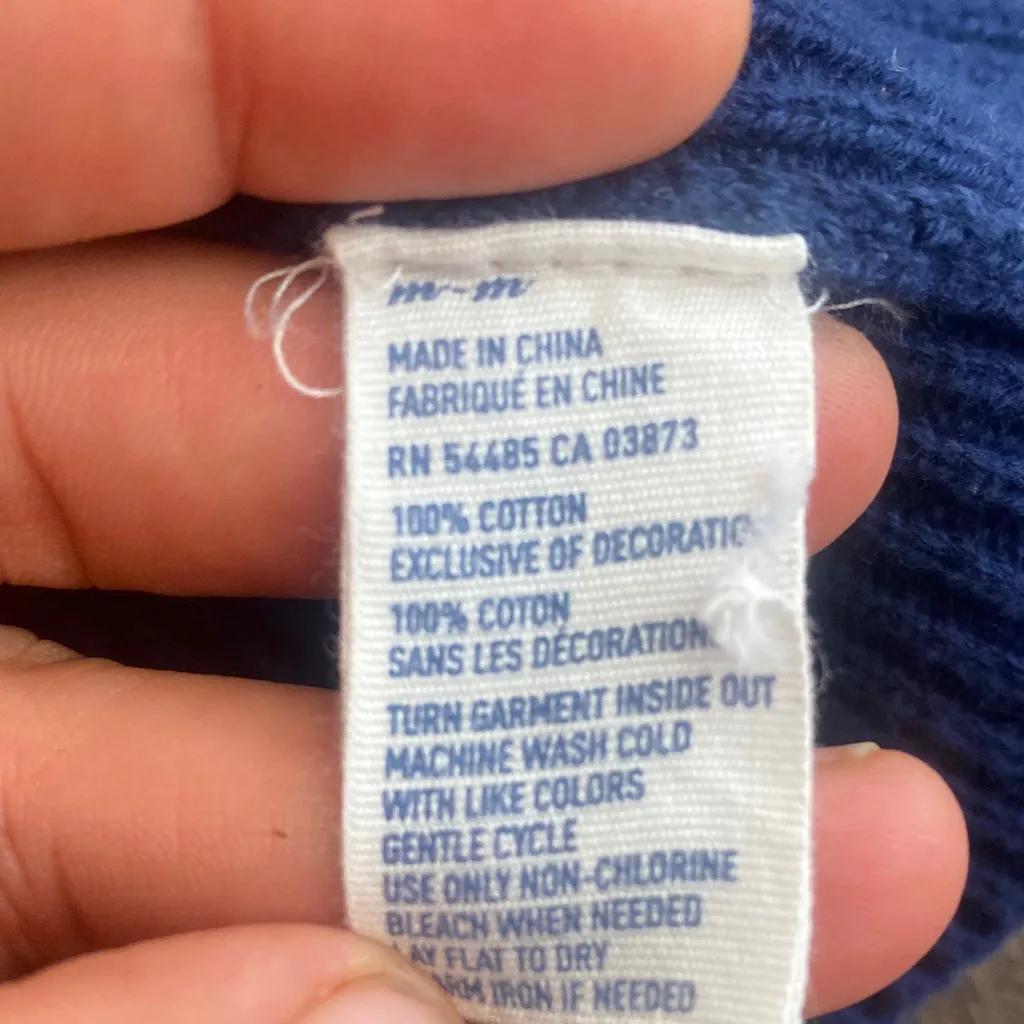 m-m
MADE IN CHINA
FABRIQUÉ EN CHINE
RN 54485 CA 03873
100% COTTON
EXCLUSIVE OF DECORATIO
100% COTON
SANS LES DÉCORATION
TURN GARMENT INSIDE OUT
MACHINE WASH COLD
WITH LIKE COLORS
GENTLE CYCLE
USE ONLY NON-CHLORINE
BLEACH WHEN NEEDED
LAY FLAT TO DRY
IRON IF NEEDED